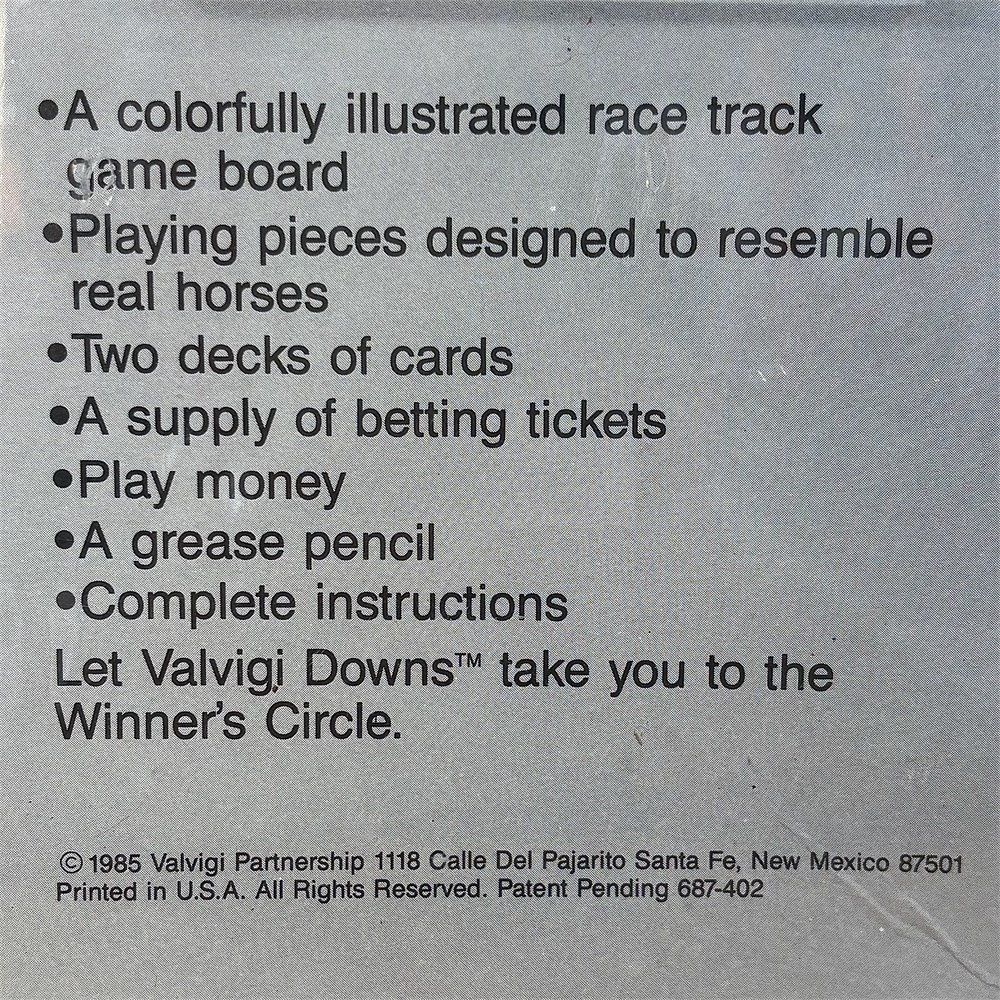 •A colorfully illustrated race track
game board
•Playing pieces designed to resemble
real horses
•Two decks of cards
•A supply of betting tickets
•Play money
•A grease pencil
•Complete instructions
Let Valvigi Downs™ take you to the
Winner's Circle.
© 1985 Valvigi Partnership 1118 Calle Del Pajarito Santa Fe, New Mexico 87501
Printed in U.S.A. All Rights Reserved. Patent Pending 687-402